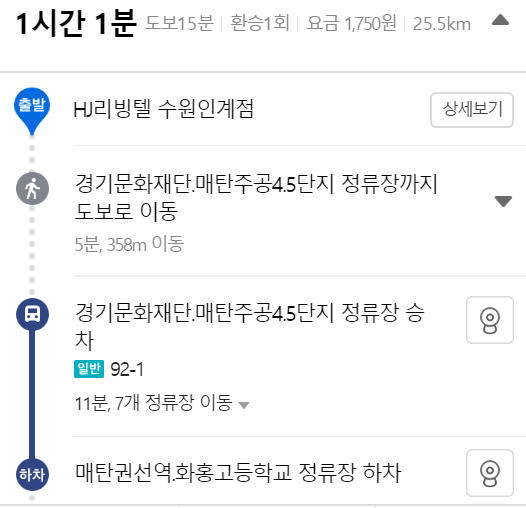 1시간 1분 도보15분 | 환승1회 | 요금 1,750원 | 25.5km
출발 HJ리빙텔 수원인계점 상세보기
경기문화재단.매탄주공4.5단지 정류장까지
도보로 이동
5분, 358m 이동
경기문화재단.매탄주공4.5단지 정류장 승
차
일반 92-1
11분, 7개 정류장 이동
하차 매탄권선역.화홍고등학교 정류장 하차